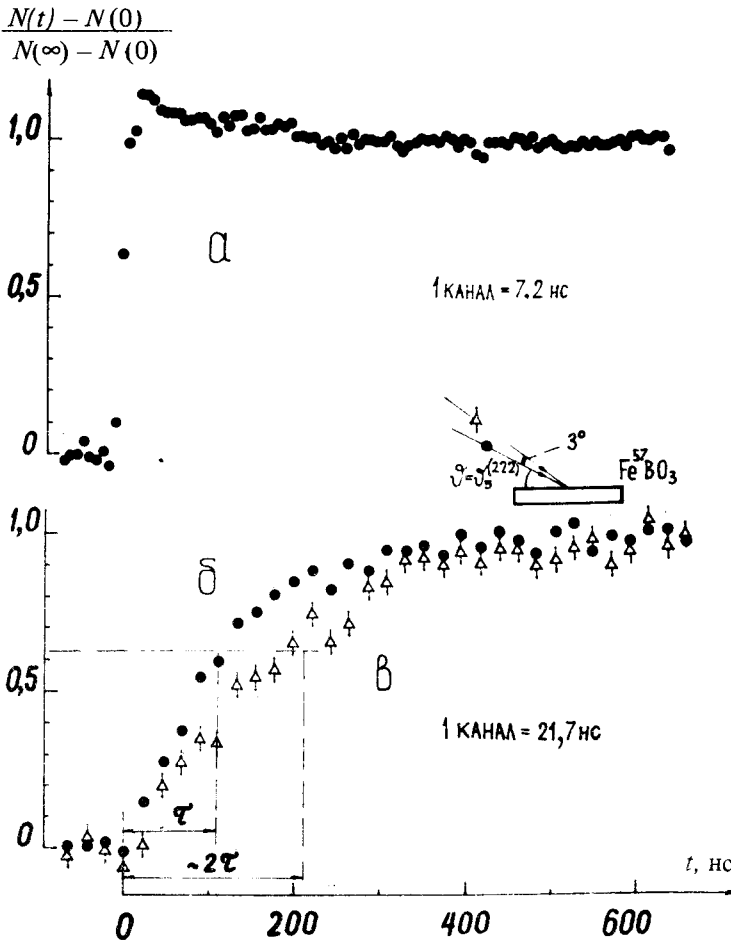 N(t) – N(0)
N(∞) – N(0)
1,0
0,5
0
а
1 КАНАЛ = 7.2 НС
3°
ϑ=ϑ_Б^(222)
Fe⁵⁷BO₃
1,0
б
0,5
в
1 КАНАЛ = 21,7 НС
τ
0
~2τ
t, нс
0
200
400
600